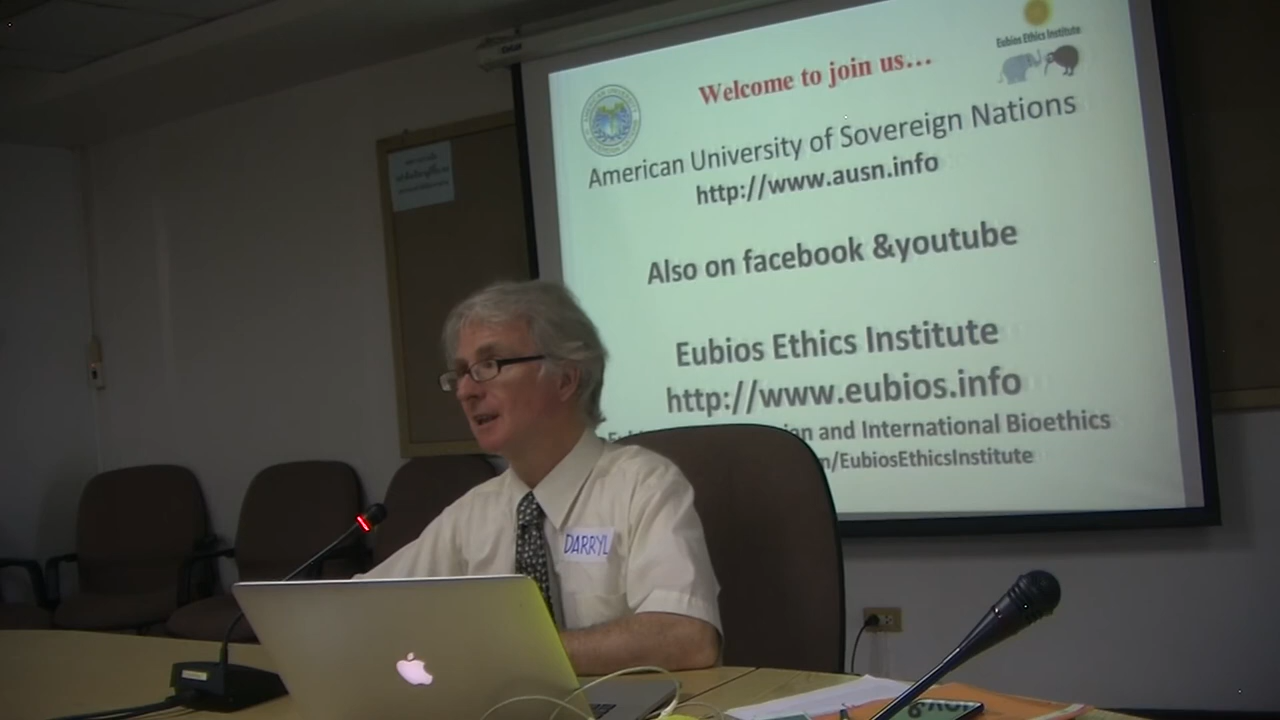 Eubios Ethics Institute
Welcome to join us…
American University of Sovereign Nations
http://www.ausn.info
Also on facebook &youtube
Eubios Ethics Institute
http://www.eubios.info
and International Bioethics
/EubiosEthicsInstitute
DARRYL